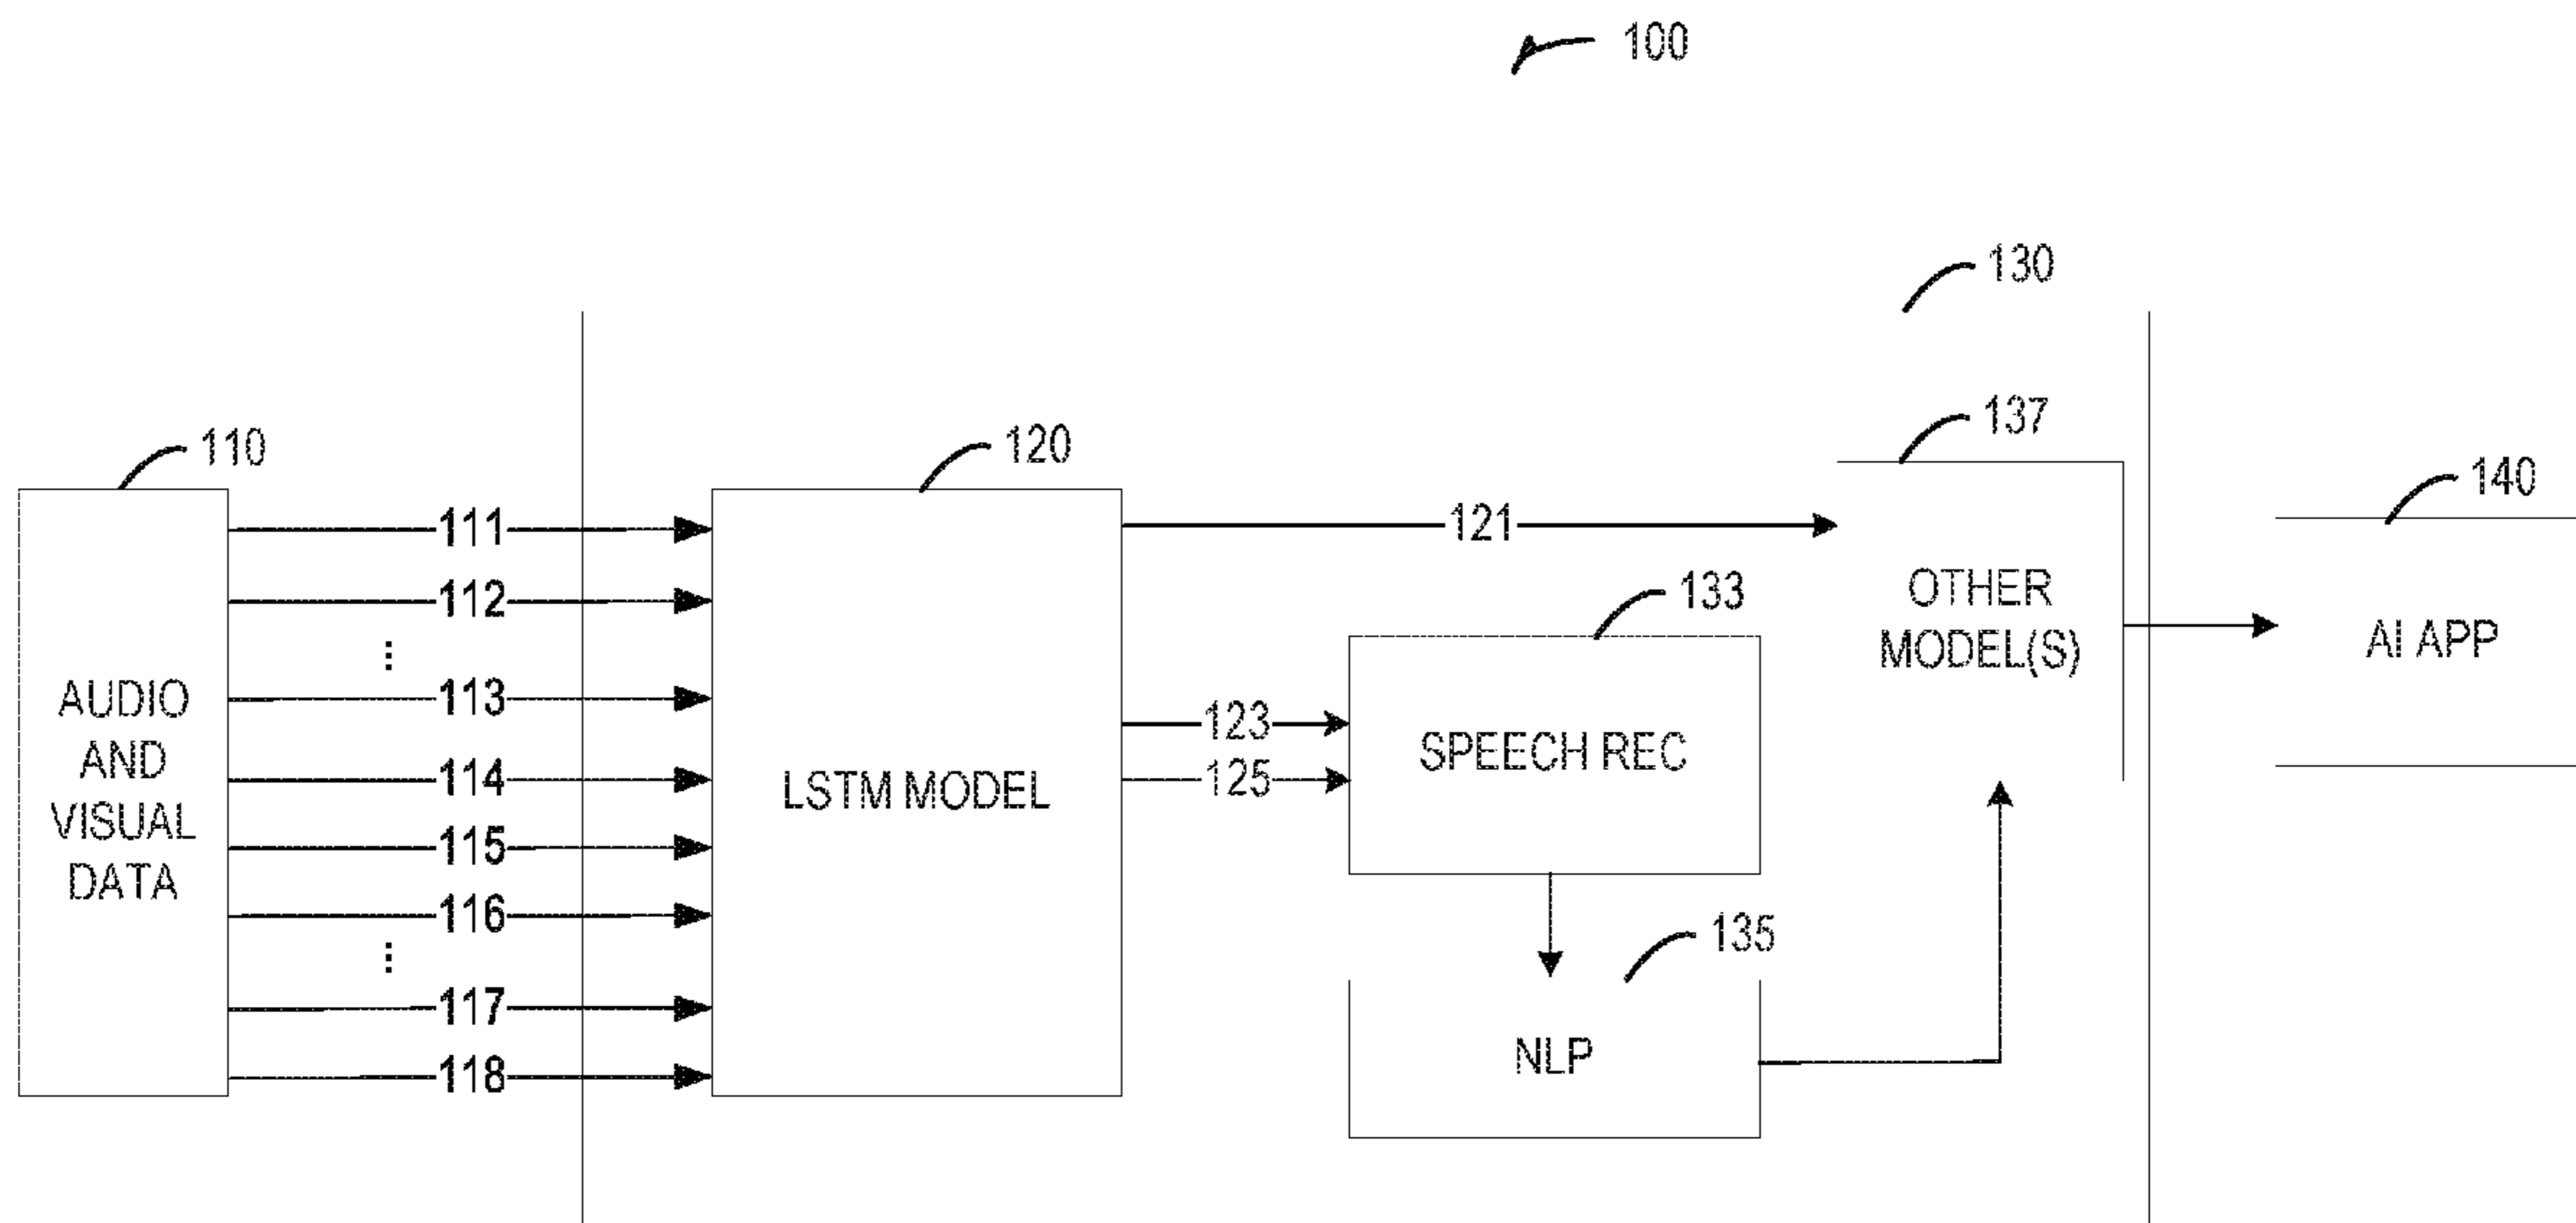 100
130
137
110
120
140
111
121
112
OTHER
MODEL(S)
133
AI APP
⋮
113
AUDIO
AND
VISUAL
DATA
123
SPEECH REC
114
LSTM MODEL
125
115
116
135
⋮
117
NLP
118